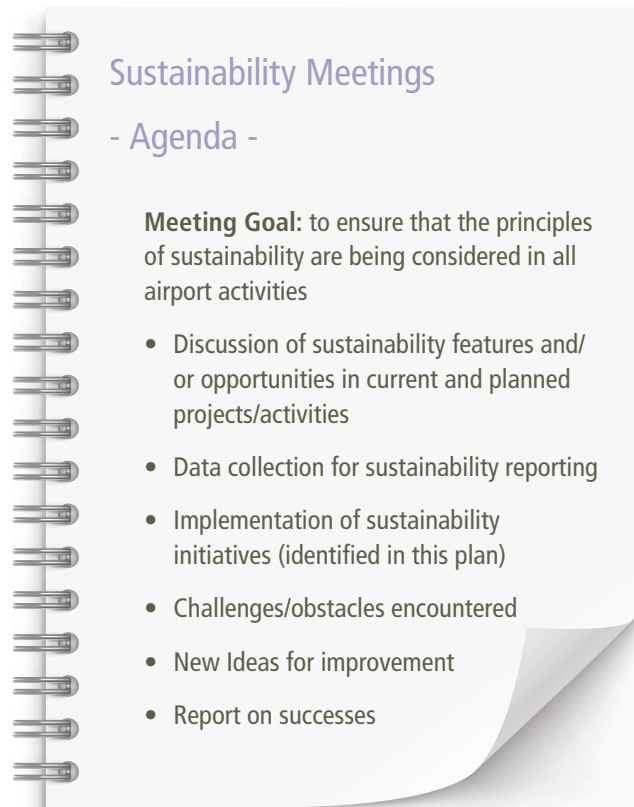 Sustainability Meetings
- Agenda -
Meeting Goal: to ensure that the principles
of sustainability are being considered in all
airport activities
• Discussion of sustainability features and/
or opportunities in current and planned
projects/activities
• Data collection for sustainability reporting
• Implementation of sustainability
initiatives (identified in this plan)
• Challenges/obstacles encountered
• New Ideas for improvement
• Report on successes